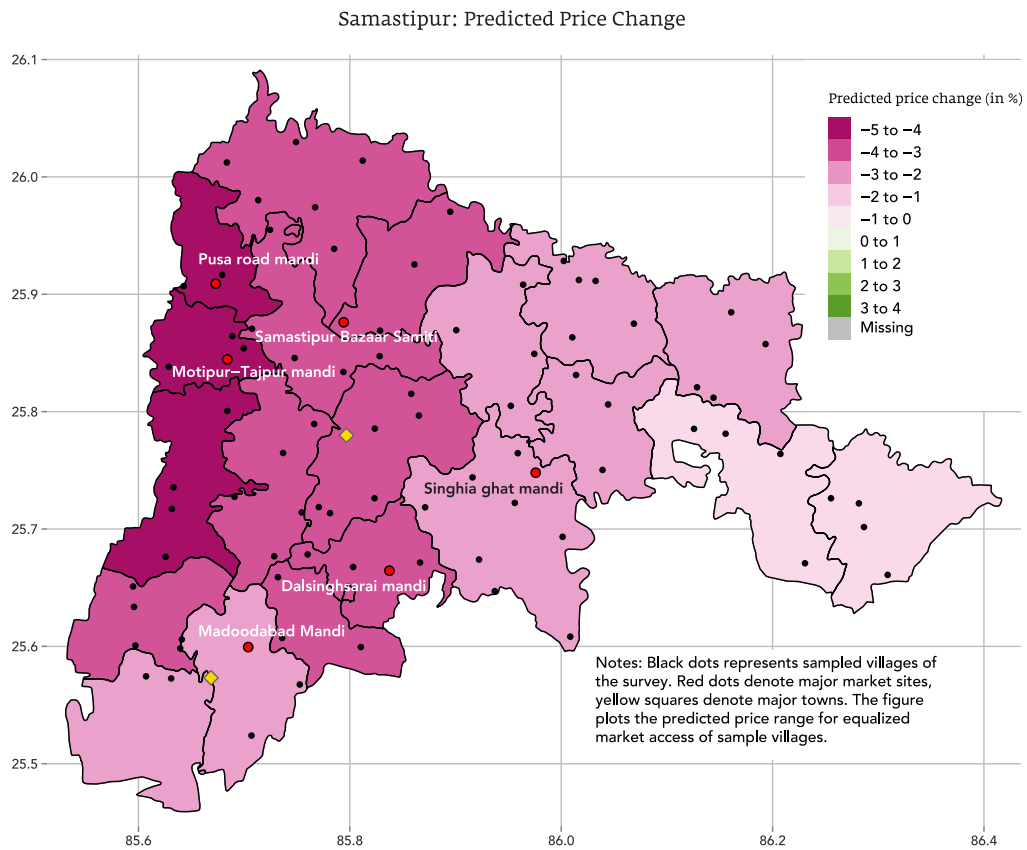 Samastipur: Predicted Price Change
26.1
26.0
25.9
25.8
25.7
25.6
25.5
Predicted price change (in %)
−5 to −4
−4 to −3
−3 to −2
−2 to −1
−1 to 0
0 to 1
1 to 2
2 to 3
3 to 4
Missing
Pusa road mandi
Samastipur Bazaar Samiti
Motipur−Tajpur mandi
Singhia ghat mandi
Dalsinghsarai mandi
Madoodabad Mandi
Notes: Black dots represents sampled villages of
the survey. Red dots denote major market sites,
yellow squares denote major towns. The figure
plots the predicted price range for equalized
market access of sample villages.
85.6
85.8
86.0
86.2
86.4